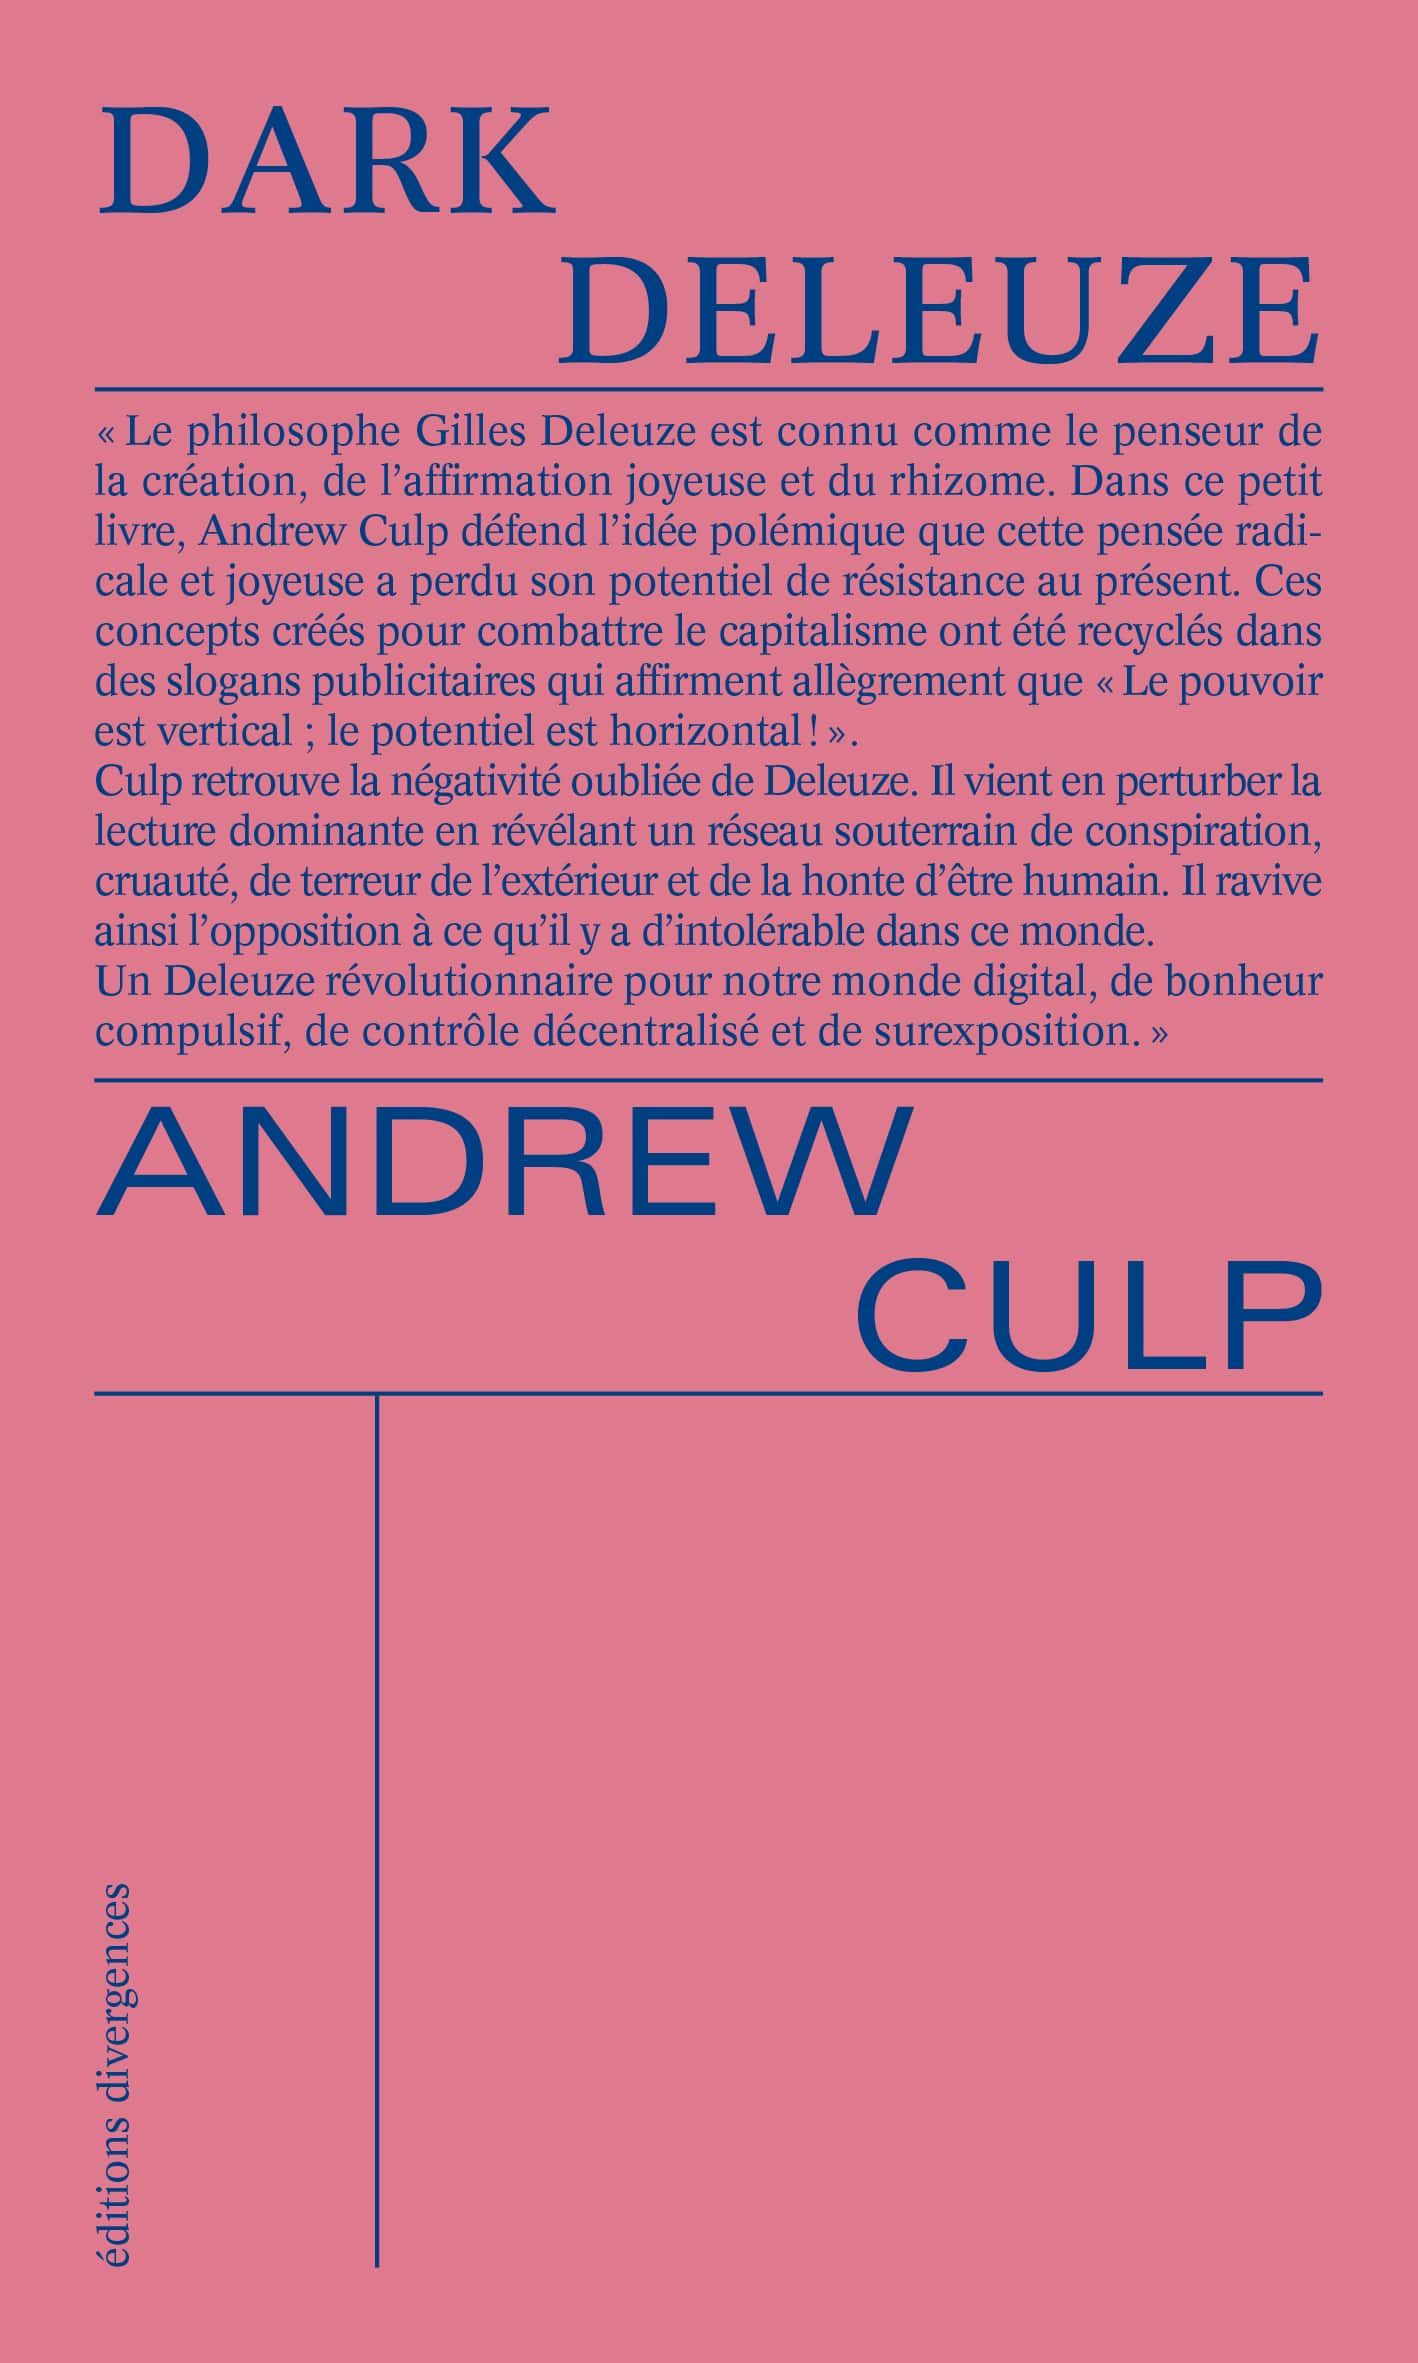 DARK
DELEUZE
« Le philosophe Gilles Deleuze est connu comme le penseur de
la création, de l’affirmation joyeuse et du rhizome. Dans ce petit
livre, Andrew Culp défend l’idée polémique que cette pensée radi-
cale et joyeuse a perdu son potentiel de résistance au présent. Ces
concepts créés pour combattre le capitalisme ont été recyclés dans
des slogans publicitaires qui affirment allègrement que « Le pouvoir
est vertical ; le potentiel est horizontal ! ».
Culp retrouve la négativité oubliée de Deleuze. Il vient en perturber la
lecture dominante en révélant un réseau souterrain de conspiration,
cruauté, de terreur de l’extérieur et de la honte d’être humain. Il ravive
ainsi l’opposition à ce qu’il y a d’intolérable dans ce monde.
Un Deleuze révolutionnaire pour notre monde digital, de bonheur
compulsif, de contrôle décentralisé et de surexposition. »
ANDREW
CULP
éditions divergences